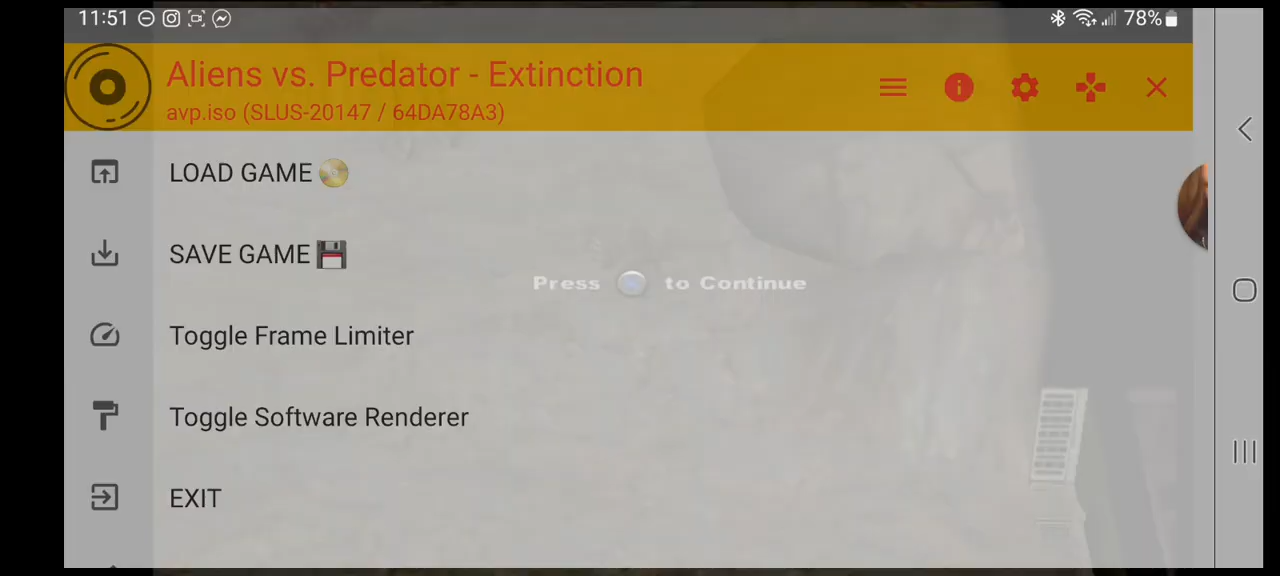 11:51 78%
Aliens vs. Predator - Extinction
avp.iso (SLUS-20147 / 64DA78A3)
LOAD GAME
SAVE GAME
Press to Continue
Toggle Frame Limiter
Toggle Software Renderer
EXIT